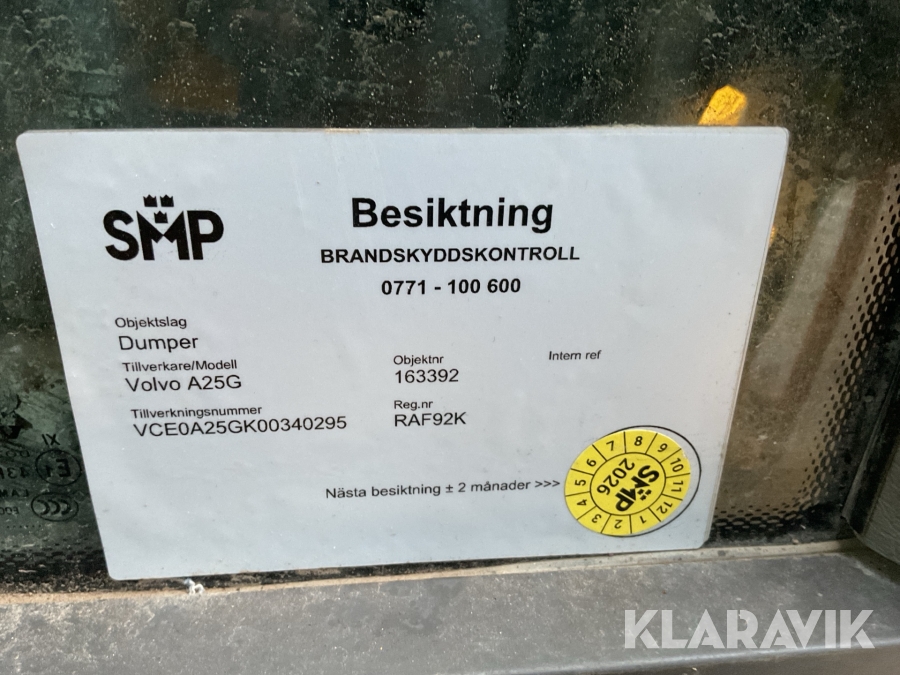 SMP
Besiktning
BRANDSKYDDSKONTROLL
0771 - 100 600
Objektslag
Dumper
Tillverkare/Modell
Volvo A25G
Objektnr
163392
Intern ref
Tillverkningsnummer
VCE0A25GK00340295
Reg.nr
RAF92K
Nästa besiktning ± 2 månader >>>
1 2 3 4 5 6 7 8 9 10 11 12
SMP
2026
KLARAVIK